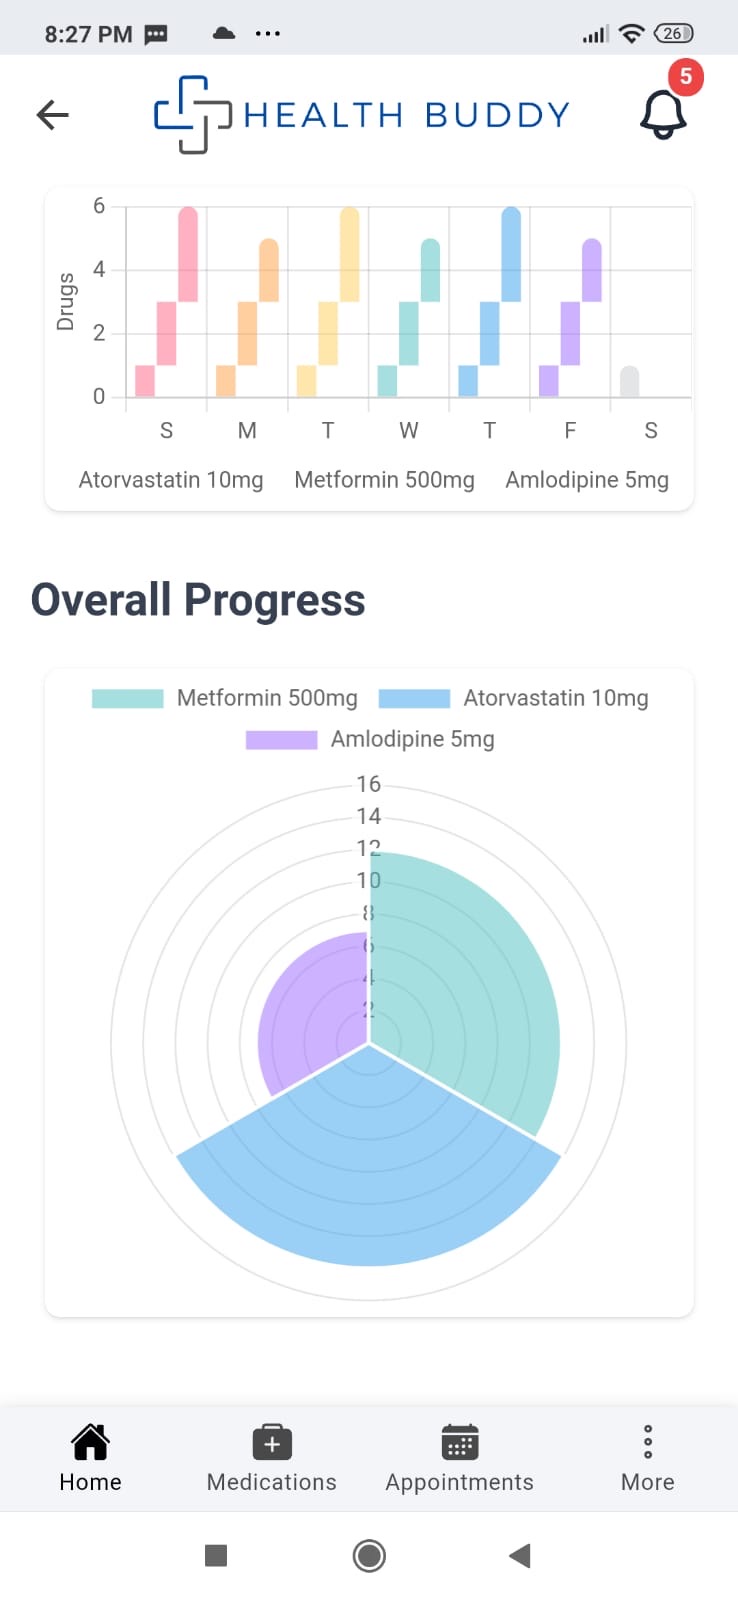 8:27 PM
26
5
HEALTH BUDDY
6
4
2
0
Drugs
S M T W T F S
Atorvastatin 10mg Metformin 500mg Amlodipine 5mg
Overall Progress
Metformin 500mg Atorvastatin 10mg
Amlodipine 5mg
16
14
12
10
8
6
4
2
Home Medications Appointments More